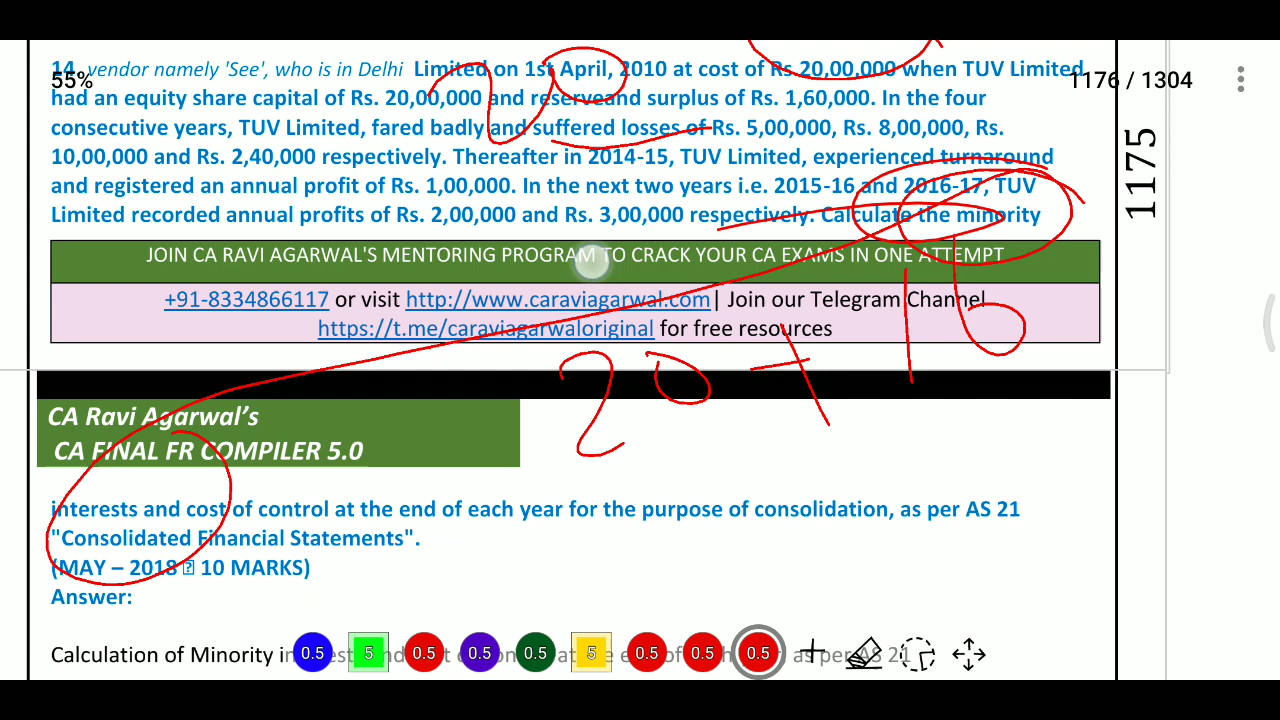 14. vendor namely 'See', who is in Delhi Limited on 1st April, 2010 at cost of Rs. 20,00,000 when TUV Limited
55%
1176 / 1304
had an equity share capital of Rs. 20,00,000 and reserveand surplus of Rs. 1,60,000. In the four
consecutive years, TUV Limited, fared badly and suffered losses of Rs. 5,00,000, Rs. 8,00,000, Rs.
10,00,000 and Rs. 2,40,000 respectively. Thereafter in 2014-15, TUV Limited, experienced turnaround
and registered an annual profit of Rs. 1,00,000. In the next two years i.e. 2015-16 and 2016-17, TUV
Limited recorded annual profits of Rs. 2,00,000 and Rs. 3,00,000 respectively. Calculate the minority
1175
JOIN CA RAVI AGARWAL'S MENTORING PROGRAM TO CRACK YOUR CA EXAMS IN ONE ATTEMPT
+91-8334866117 or visit http://www.caraviagarwal.com| Join our Telegram Channel
https://t.me/caraviagarwaloriginal for free resources
20
20 + 16
CA Ravi Agarwal's
CA FINAL FR COMPILER 5.0
interests and cost of control at the end of each year for the purpose of consolidation, as per AS 21
"Consolidated Financial Statements".
(MAY – 2018 10 MARKS)
Answer:
Calculation of Minority in at e of h as per AS 21
0.5 5 0.5 0.5 0.5 5 0.5 0.5 0.5